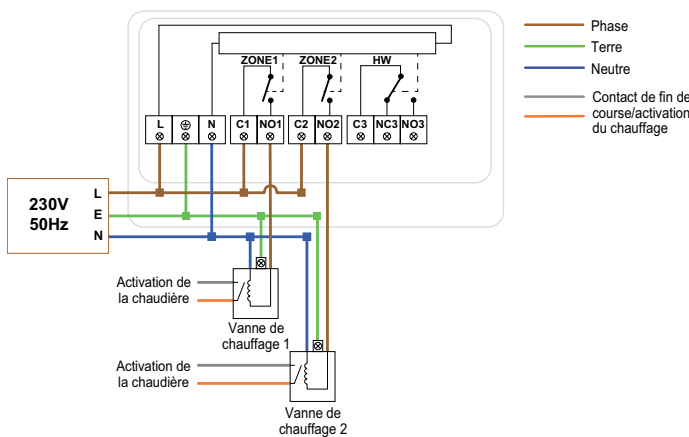 ZONE1 ZONE2 HW
L N C1 NO1 C2 NO2 C3 NC3 NO3
Phase
Terre
Neutre
Contact de fin de
course/activation
du chauffage
230V
50Hz
L
E
N
Activation de
la chaudière
Vanne de
chauffage 1
Activation de
la chaudière
Vanne de
chauffage 2